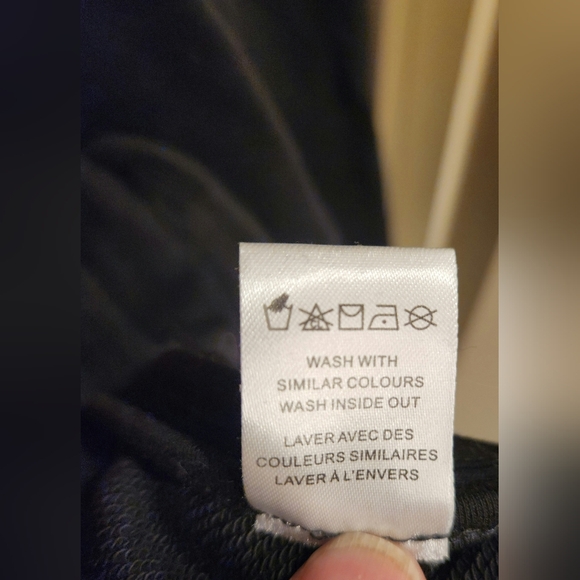 WASH WITH
SIMILAR COLOURS
WASH INSIDE OUT
LAVER AVEC DES
COULEURS SIMILAIRES
LAVER À L'ENVERS